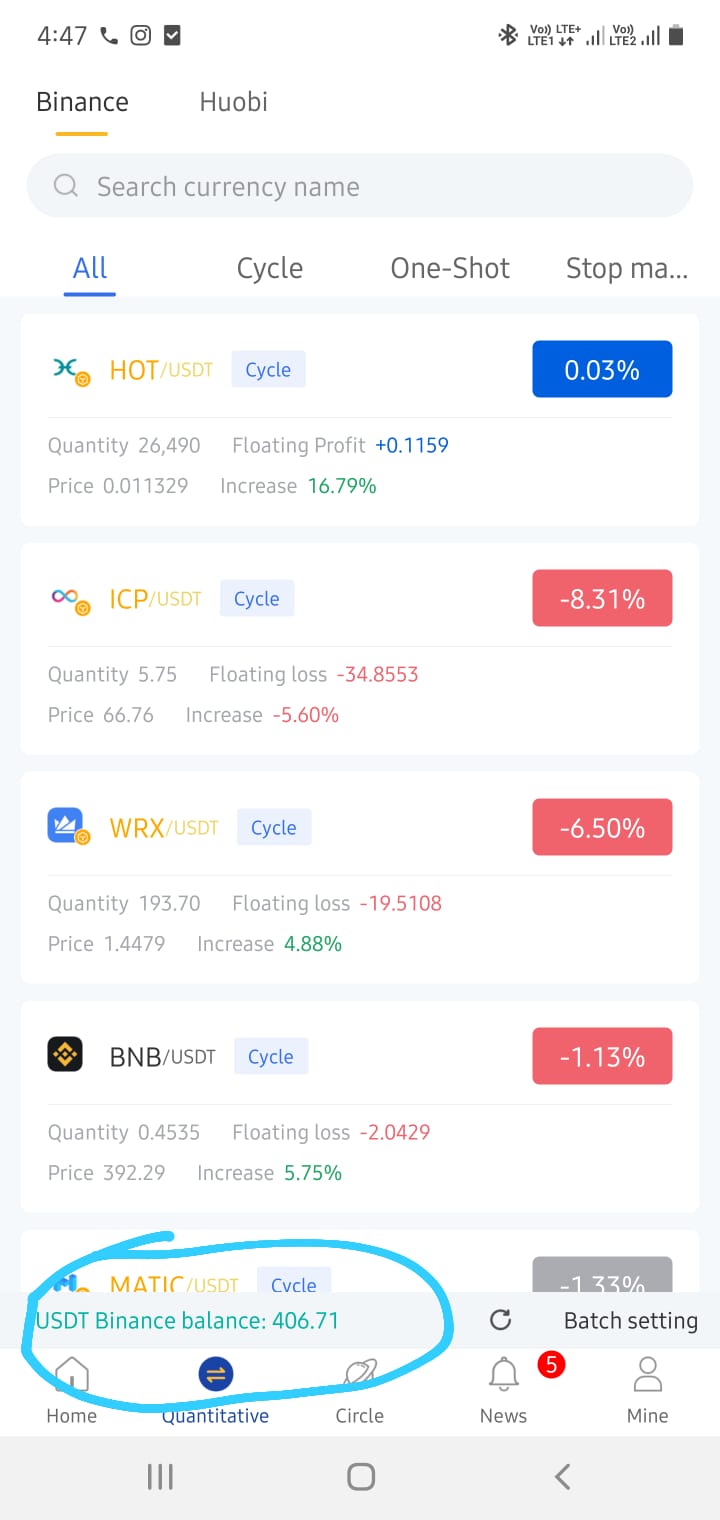 4:47 Vo) LTE+ LTE1 Vo) LTE2
Binance Huobi
Search currency name
All Cycle One-Shot Stop ma...
HOT/USDT Cycle 0.03%
Quantity 26,490 Floating Profit +0.1159
Price 0.011329 Increase 16.79%
ICP/USDT Cycle -8.31%
Quantity 5.75 Floating loss -34.8553
Price 66.76 Increase -5.60%
WRX/USDT Cycle -6.50%
Quantity 193.70 Floating loss -19.5108
Price 1.4479 Increase 4.88%
BNB/USDT Cycle -1.13%
Quantity 0.4535 Floating loss -2.0429
Price 392.29 Increase 5.75%
MATIC/USDT Cycle -1.33%
USDT Binance balance: 406.71 Batch setting
5
Home Quantitative Circle News Mine